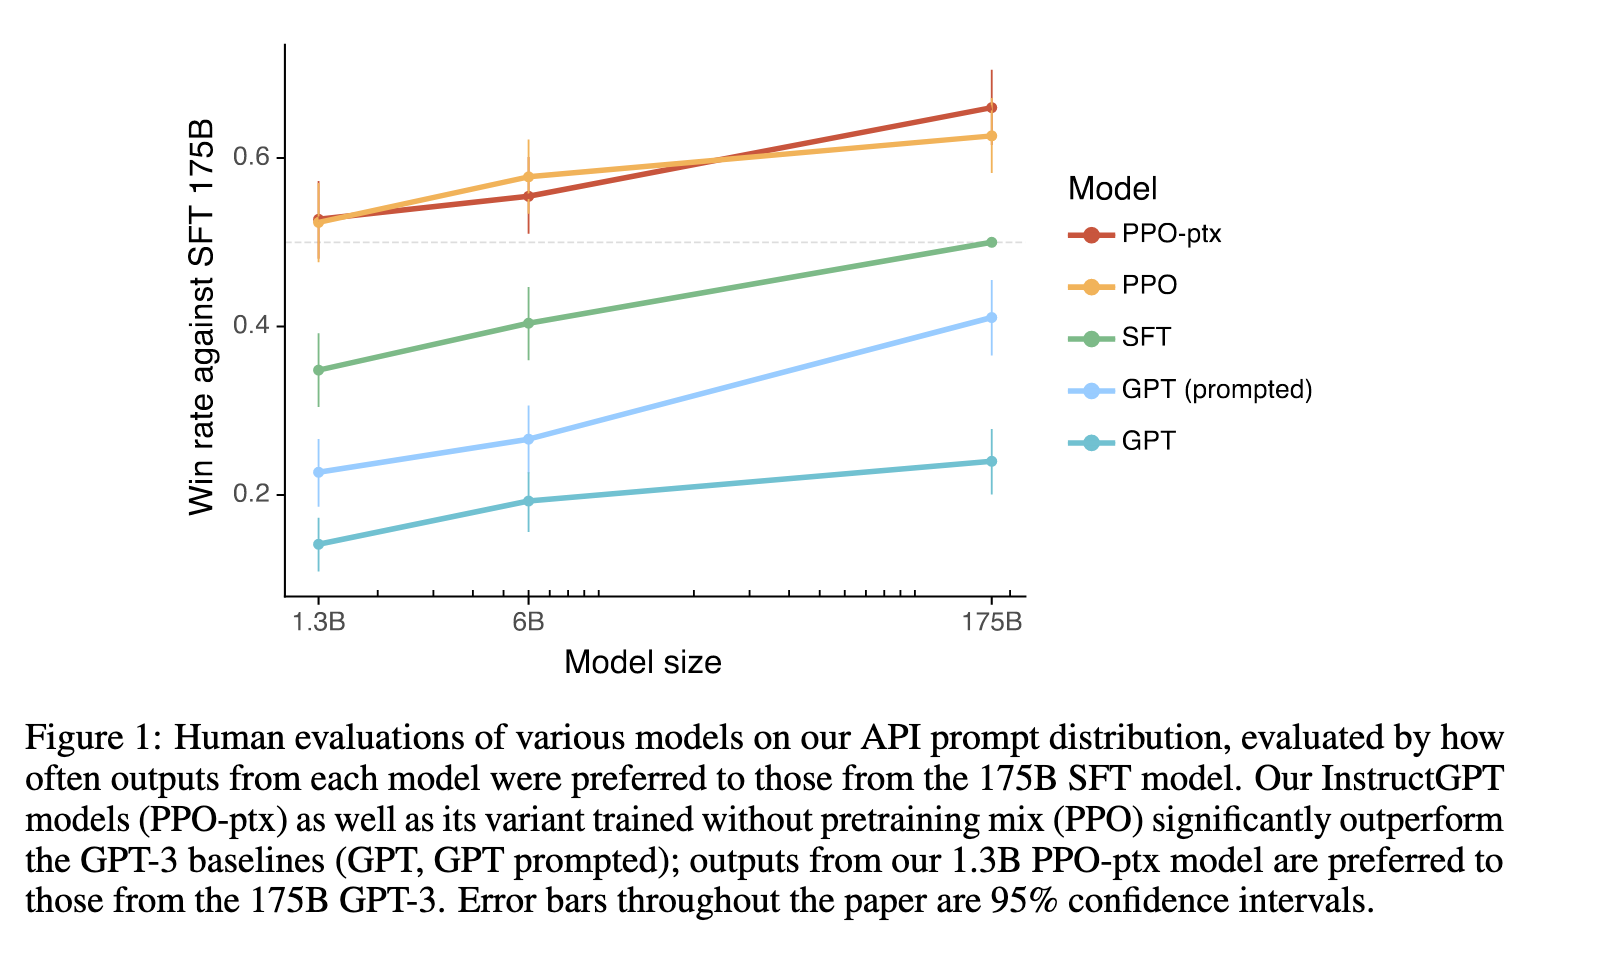 Win rate against SFT 175B
0.6
0.4
0.2
1.3B 6B 175B
Model size
Model
PPO-ptx
PPO
SFT
GPT (prompted)
GPT
Figure 1: Human evaluations of various models on our API prompt distribution, evaluated by how
often outputs from each model were preferred to those from the 175B SFT model. Our InstructGPT
models (PPO-ptx) as well as its variant trained without pretraining mix (PPO) significantly outperform
the GPT-3 baselines (GPT, GPT prompted); outputs from our 1.3B PPO-ptx model are preferred to
those from the 175B GPT-3. Error bars throughout the paper are 95% confidence intervals.